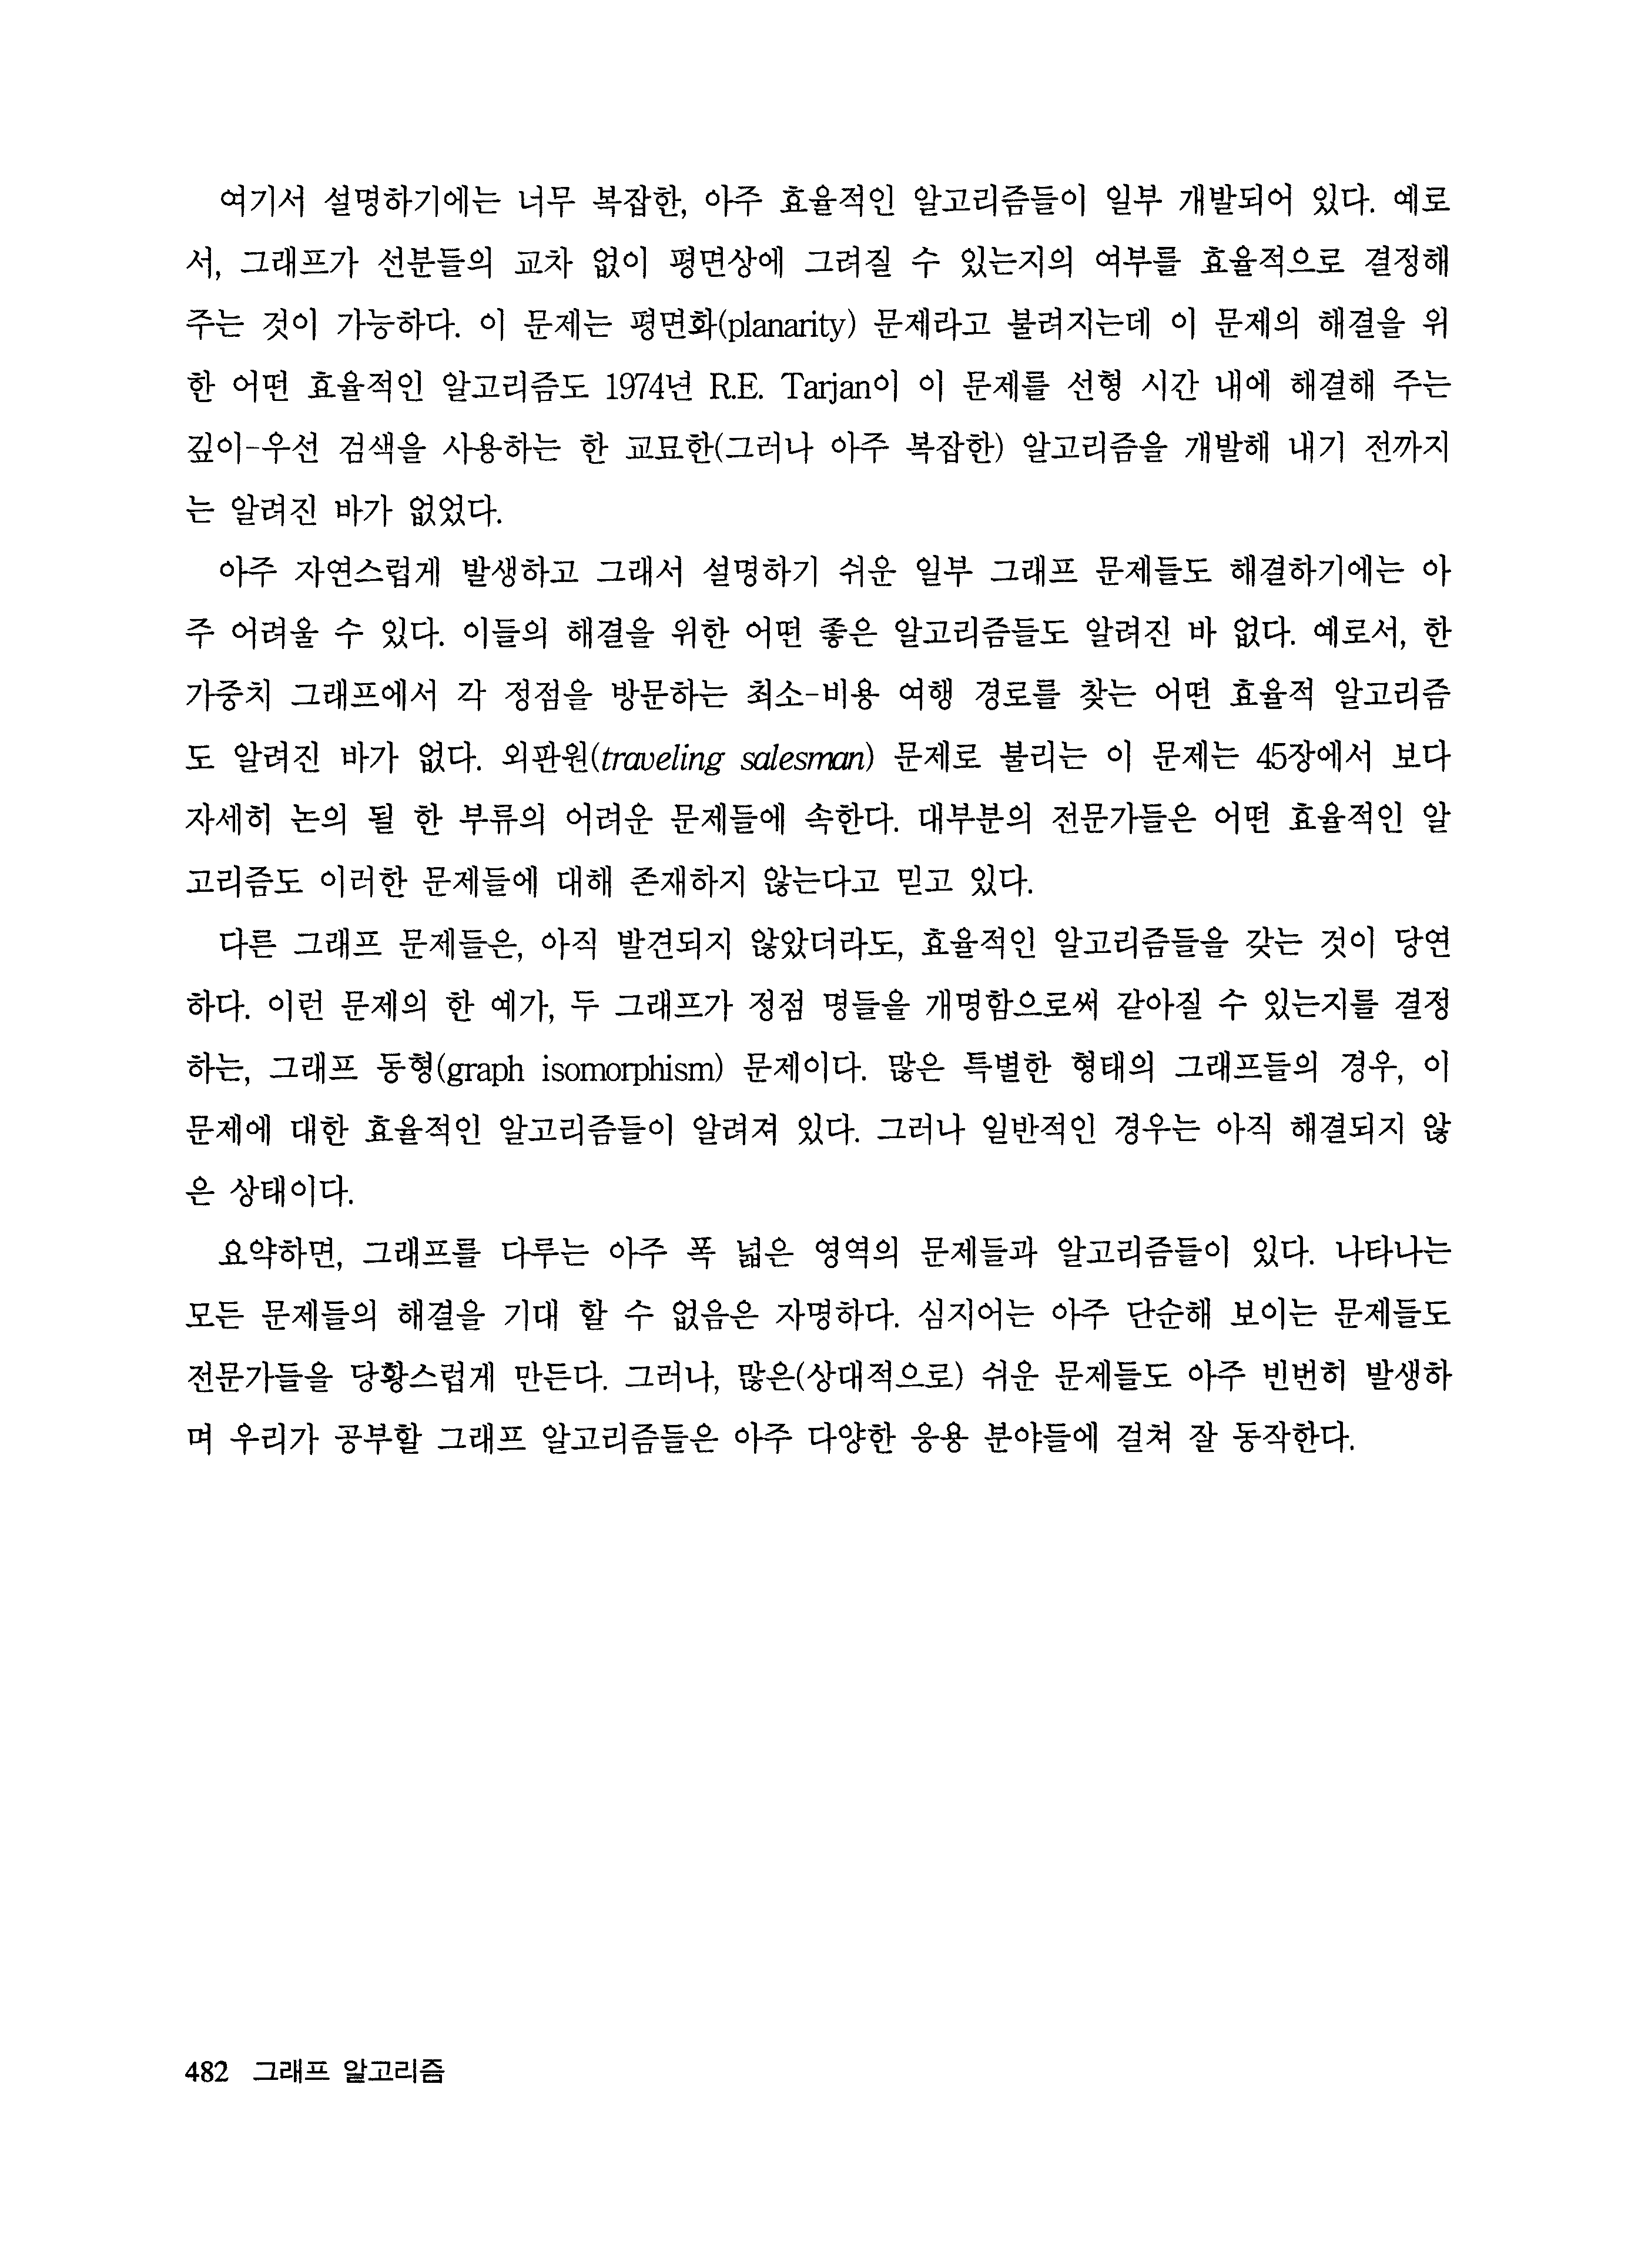 여기서 설명하기에는 너무 복잡한, 아주 효율적인 알고리즘들이 일부 개발되어 있다. 예로
서, 그래프가 선분들의 교차 없이 평면상에 그려질 수 있는지의 여부를 효율적으로 결정해
주는 것이 가능하다. 이 문제는 평면화(planarity) 문제라고 불려지는데 이 문제의 해결을 위
한 어떤 효율적인 알고리즘도 1974년 R.E. Tarjan이 이 문제를 선형 시간 내에 해결해 주는
깊이-우선 검색을 사용하는 한 교묘한(그러나 아주 복잡한) 알고리즘을 개발해 내기 전까지
는 알려진 바가 없었다.
아주 자연스럽게 발생하고 그래서 설명하기 쉬운 일부 그래프 문제들도 해결하기에는 아
주 어려울 수 있다. 이들의 해결을 위한 어떤 좋은 알고리즘들도 알려진 바 없다. 예로서, 한
가중치 그래프에서 각 정점을 방문하는 최소-비용 여행 경로를 찾는 어떤 효율적 알고리즘
도 알려진 바가 없다. 외판원(traveling salesman) 문제로 불리는 이 문제는 45장에서 보다
자세히 논의 될 한 부류의 어려운 문제들에 속한다. 대부분의 전문가들은 어떤 효율적인 알
고리즘도 이러한 문제들에 대해 존재하지 않는다고 믿고 있다.
다른 그래프 문제들은, 아직 발견되지 않았더라도, 효율적인 알고리즘들을 갖는 것이 당연
하다. 이런 문제의 한 예가, 두 그래프가 정점 명들을 개명함으로써 같아질 수 있는지를 결정
하는, 그래프 동형(graph isomorphism) 문제이다. 많은 특별한 형태의 그래프들의 경우, 이
문제에 대한 효율적인 알고리즘들이 알려져 있다. 그러나 일반적인 경우는 아직 해결되지 않
은 상태이다.
요약하면, 그래프를 다루는 아주 폭 넓은 영역의 문제들과 알고리즘들이 있다. 나타나는
모든 문제들의 해결을 기대 할 수 없음은 자명하다. 심지어는 아주 단순해 보이는 문제들도
전문가들을 당황스럽게 만든다. 그러나, 많은(상대적으로) 쉬운 문제들도 아주 빈번히 발생하
며 우리가 공부할 그래프 알고리즘들은 아주 다양한 응용 분야들에 걸쳐 잘 동작한다.
482 그래프 알고리즘